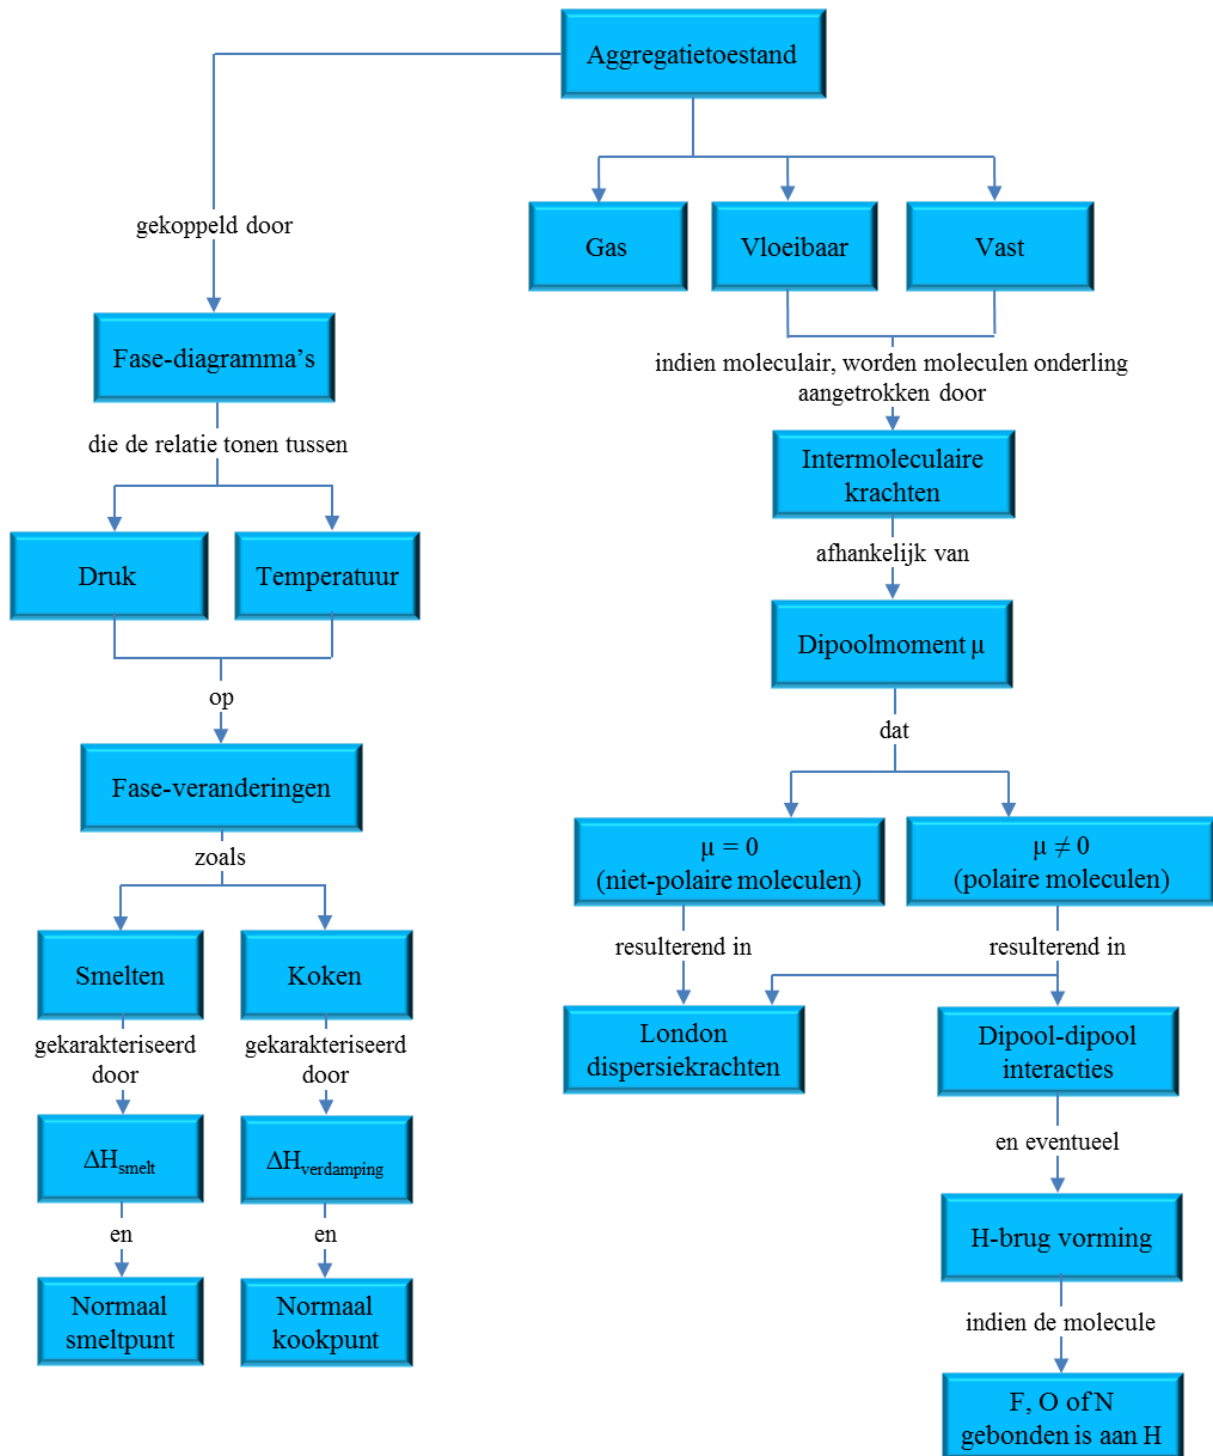 Aggregatietoestand
gekoppeld door
Gas
Vloeibaar
Vast
Fase-diagramma's
indien moleculair, worden moleculen onderling
aangetrokken door
die de relatie tonen tussen
Intermoleculaire
krachten
Druk
Temperatuur
afhankelijk van
Dipoolmoment µ
op
dat
Fase-veranderingen
zoals
µ = 0
(niet-polaire moleculen)
µ ≠ 0
(polaire moleculen)
resulterend in
resulterend in
Smelten
Koken
gekarakteriseerd
door
gekarakteriseerd
door
London
dispersiekrachten
Dipool-dipool
interacties
ΔHsmelt
ΔHverdamping
en eventueel
en
en
H-brug vorming
Normaal
smeltpunt
Normaal
kookpunt
indien de molecule
F, O of N
gebonden is aan H